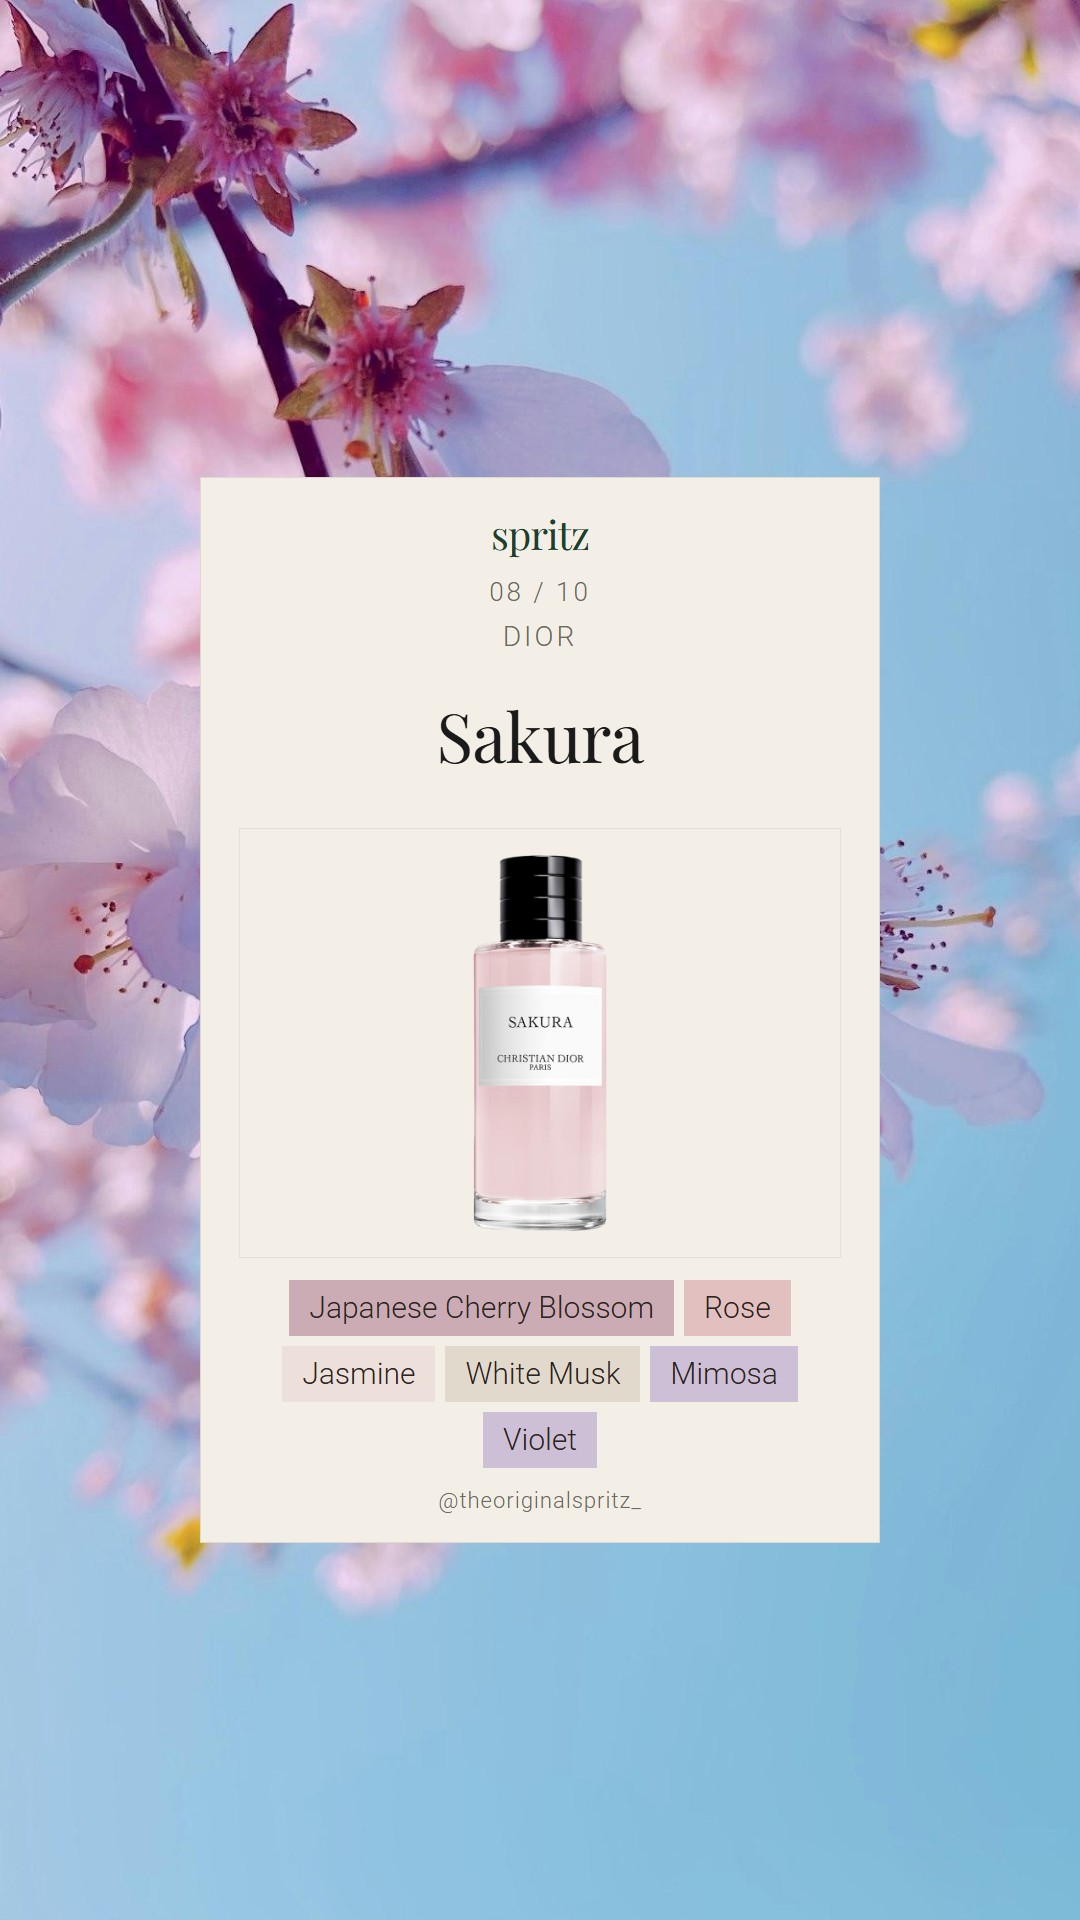 spritz
08 / 10
DIOR
Sakura
SAKURA
CHRISTIAN DIOR
PARIS
Japanese Cherry Blossom Rose
Jasmine White Musk Mimosa
Violet
@theoriginalspritz_